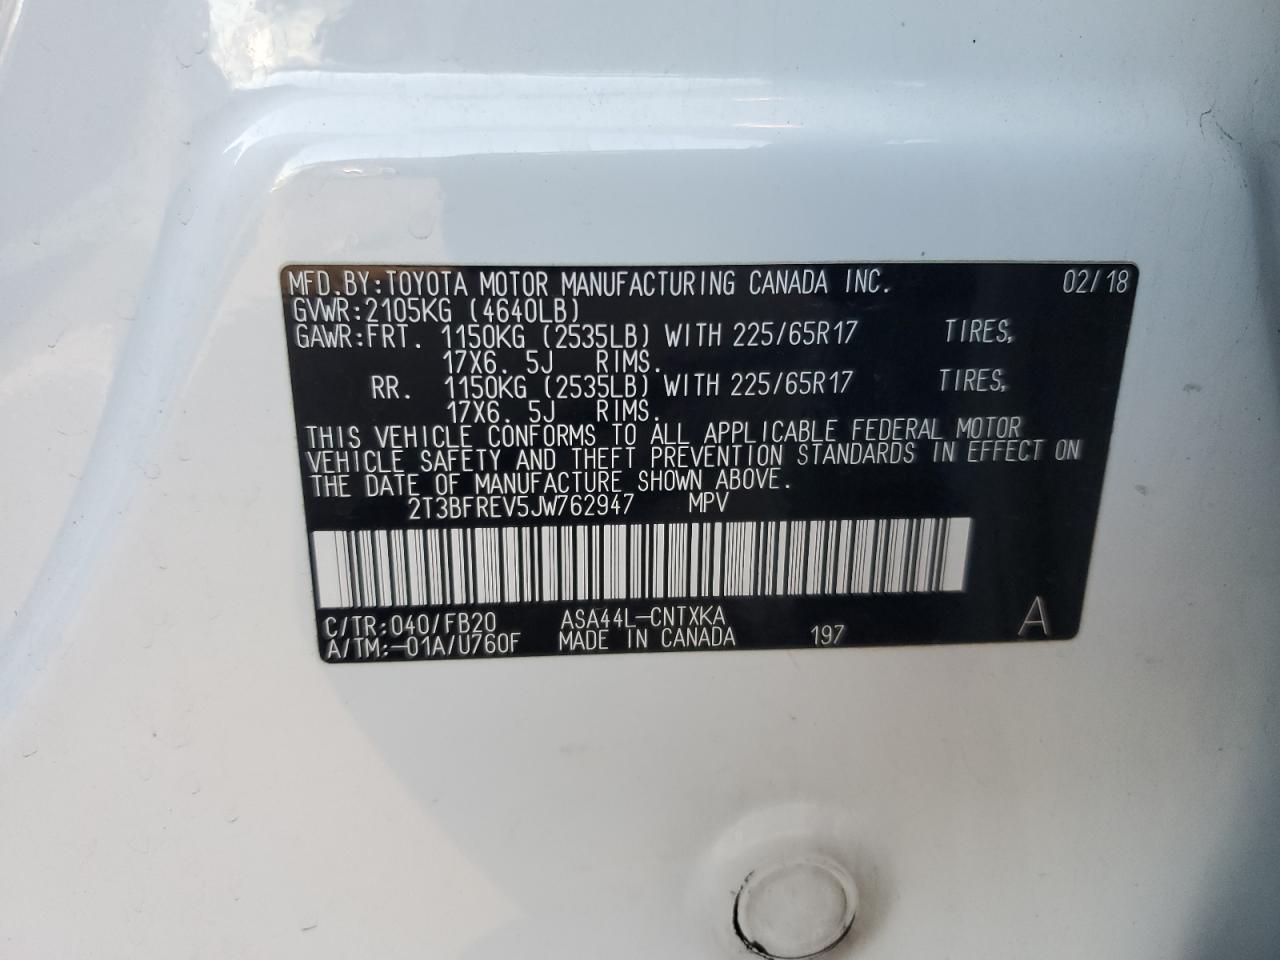 MFD.BY:TOYOTA MOTOR MANUFACTURING CANADA INC. 02/18
GVWR:2105KG (4640LB)
GAWR:FRT. 1150KG (2535LB) WITH 225/65R17 TIRES,
17X6. 5J RIMS.
RR. 1150KG (2535LB) WITH 225/65R17 TIRES,
17X6. 5J RIMS.
THIS VEHICLE CONFORMS TO ALL APPLICABLE FEDERAL MOTOR
VEHICLE SAFETY AND THEFT PREVENTION STANDARDS IN EFFECT ON
THE DATE OF MANUFACTURE SHOWN ABOVE.
2T3BFREV5JW762947 MPV
C/TR:040/FB20 ASA44L-CNTXKA
A/TM:-01A/U760F MADE IN CANADA 197 A